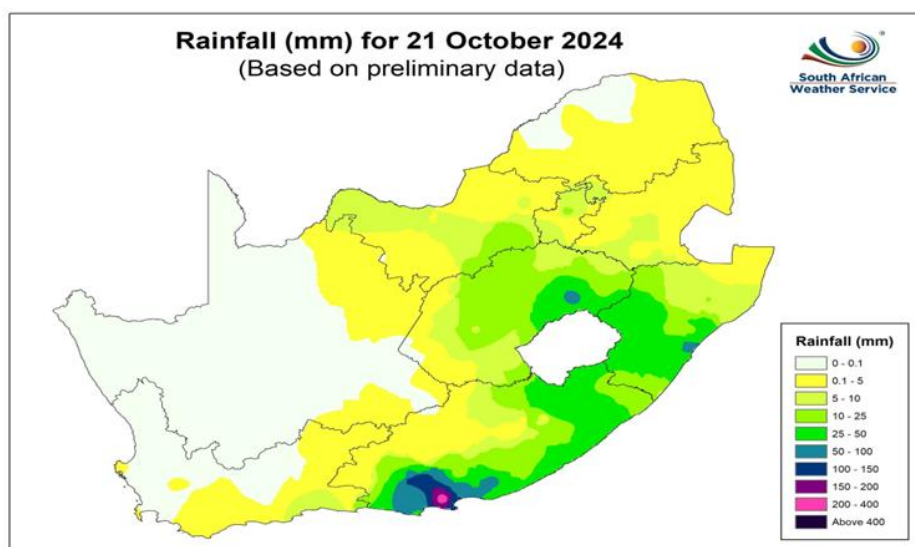 Rainfall (mm) for 21 October 2024
(Based on preliminary data)
South African
Weather Service
Rainfall (mm)
0 - 0.1
0.1 - 5
5 - 10
10 - 25
25 - 50
50 - 100
100 - 150
150 - 200
200 - 400
Above 400